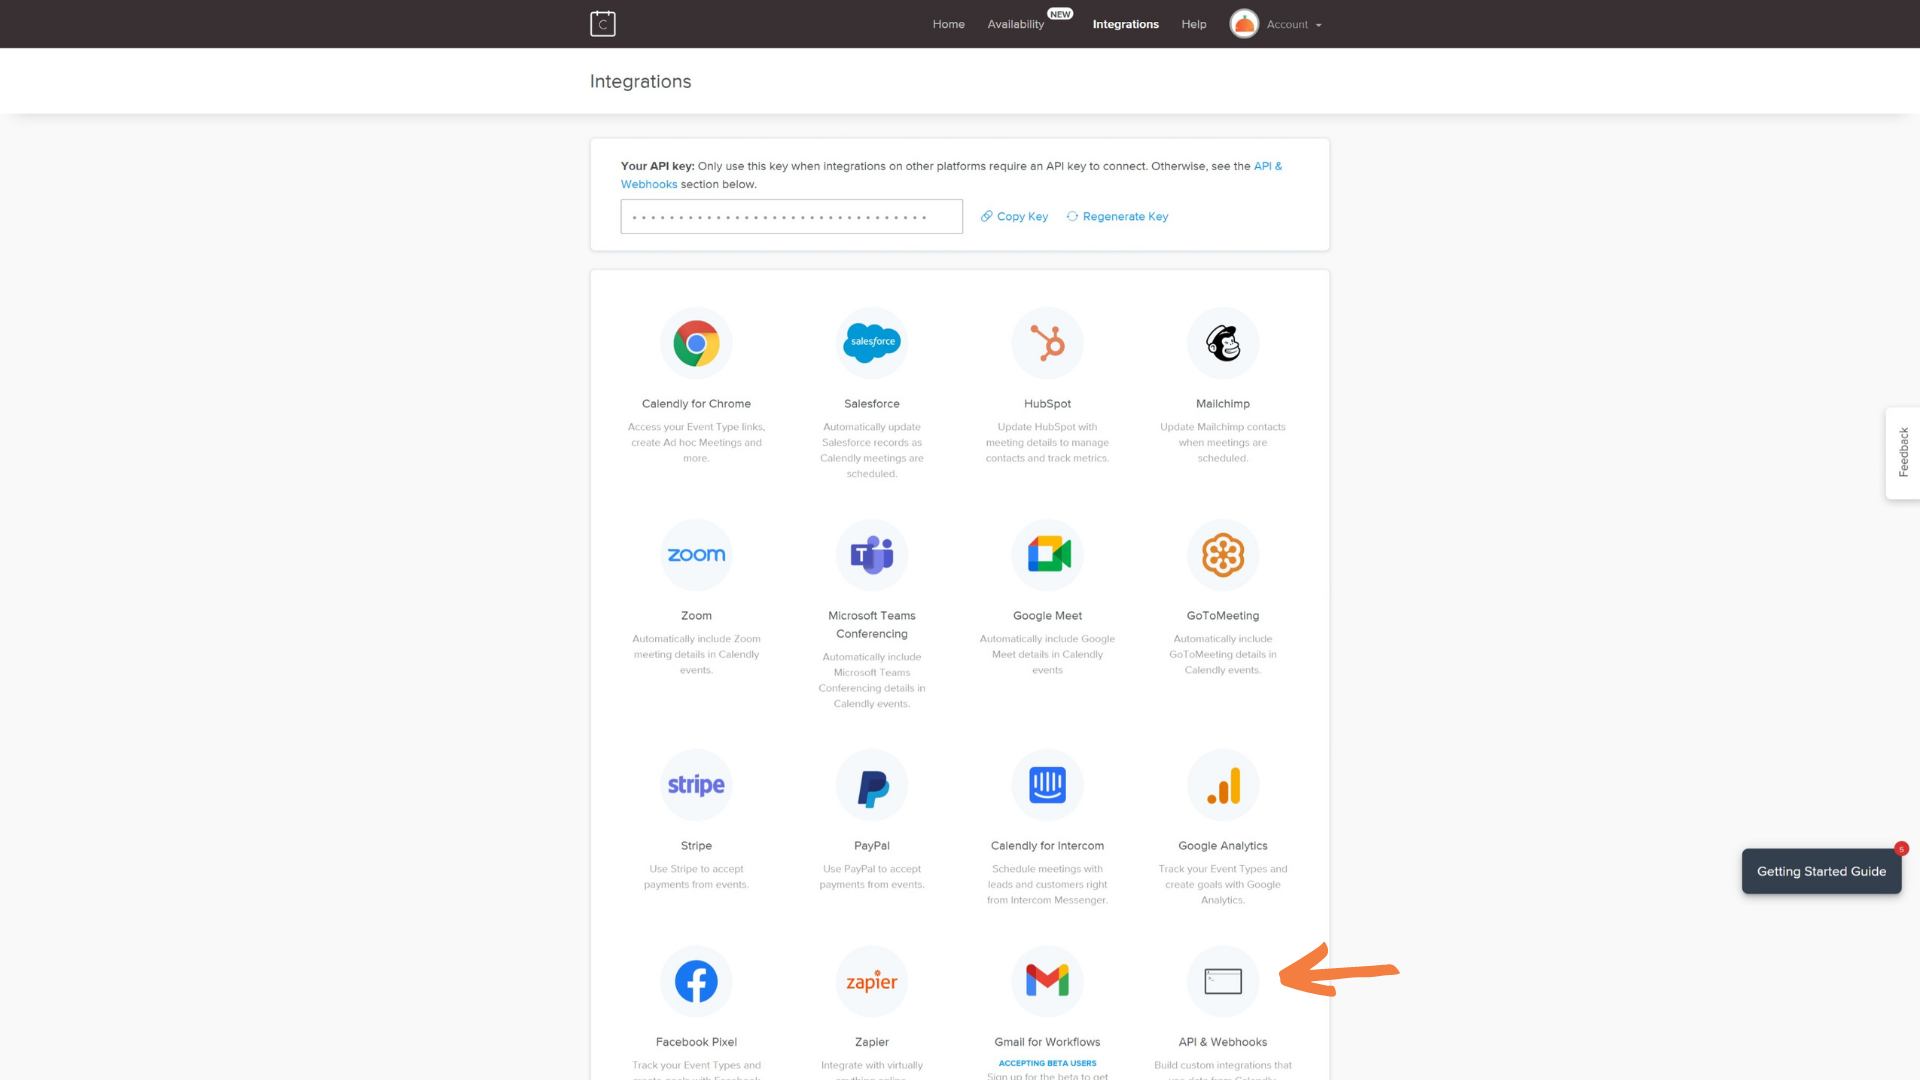 C
Home
Availability
NEW
Integrations
Help
Account
Integrations
Your API key: Only use this key when integrations on other platforms require an API key to connect. Otherwise, see the API &
Webhooks section below.
Copy Key
Regenerate Key
salesforce
Calendly for Chrome
Access your Event Type links,
create Ad hoc Meetings and
more.
Salesforce
Automatically update
Salesforce records as
Calendly meetings are
scheduled.
HubSpot
Update HubSpot with
meeting details to manage
contacts and track metrics.
Mailchimp
Update Mailchimp contacts
when meetings are
scheduled.
Feedback
zoom
T
Zoom
Automatically include Zoom
meeting details in Calendly
events.
Microsoft Teams
Conferencing
Automatically include
Microsoft Teams
Conferencing details in
Calendly events.
Google Meet
Automatically include Google
Meet details in Calendly
events
GoToMeeting
Automatically include
GoToMeeting details in
Calendly events.
stripe
Stripe
Use Stripe to accept
payments from events.
PayPal
Use PayPal to accept
payments from events.
Calendly for Intercom
Schedule meetings with
leads and customers right
from Intercom Messenger.
Google Analytics
Track your Event Types and
create goals with Google
Analytics.
5
Getting Started Guide
zapier
Facebook Pixel
Track your Event Types and
create goals with Facebook
Zapier
Integrate with virtually
anything online
Gmail for Workflows
ACCEPTING BETA USERS
Sign up for the beta to get
API & Webhooks
Build custom integrations that
use data from Calendly